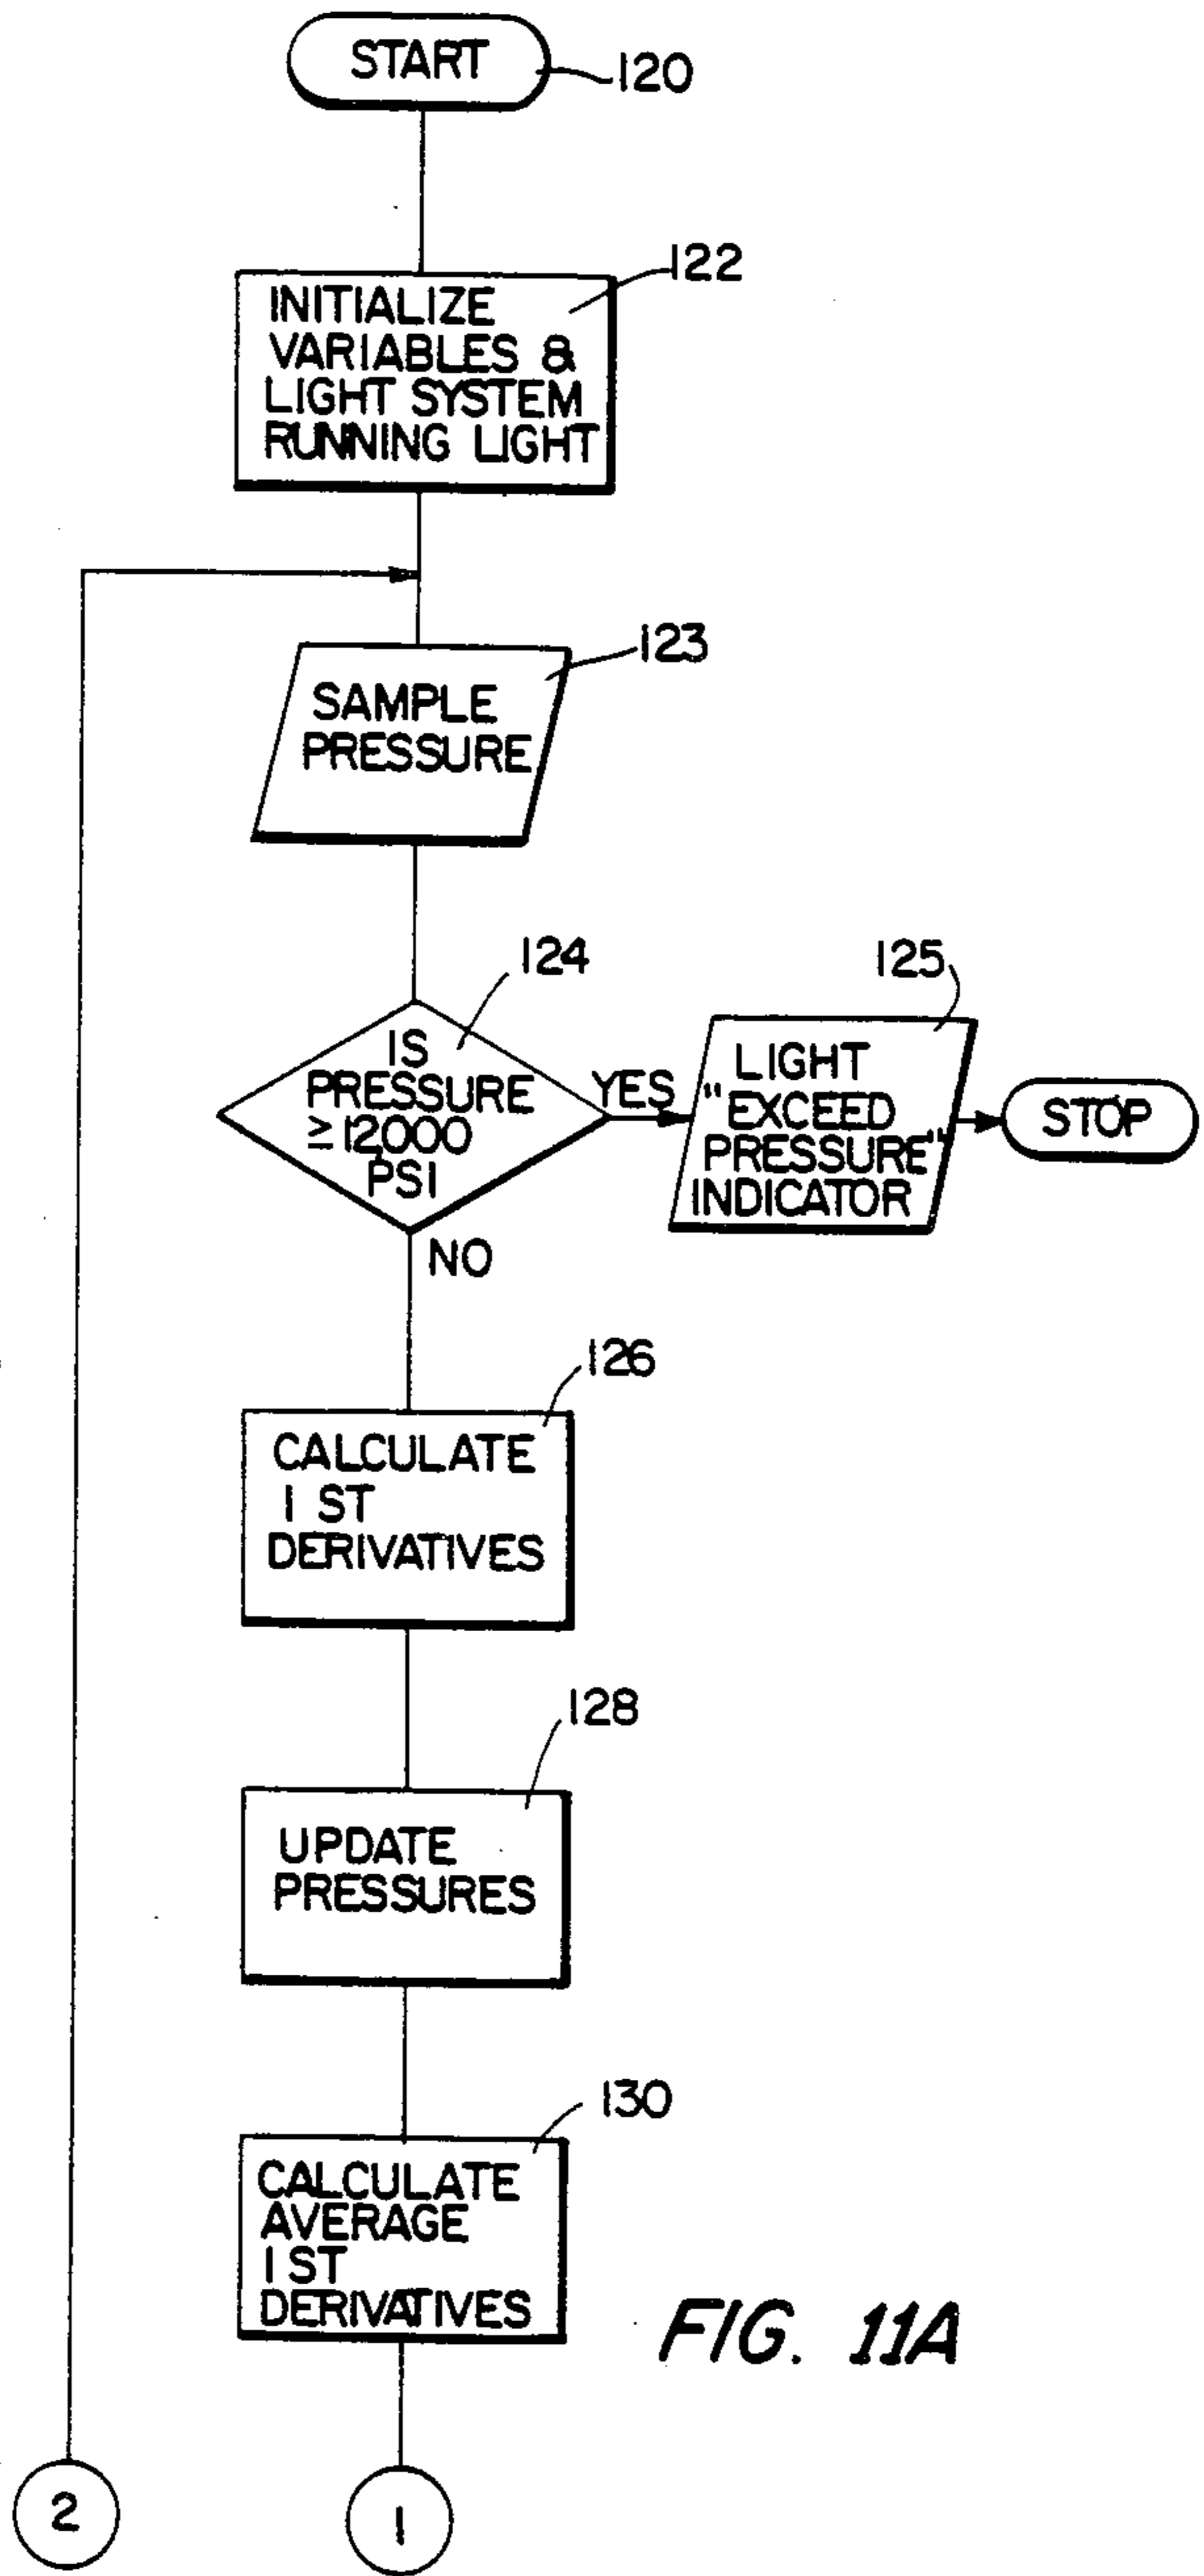 START
120
122
INITIALIZE
VARIABLES &
LIGHT SYSTEM
RUNNING LIGHT
123
SAMPLE
PRESSURE
124
IS
PRESSURE
≥12000
PSI
YES
125
LIGHT
"EXCEED
PRESSURE"
INDICATOR
STOP
NO
126
CALCULATE
1 ST
DERIVATIVES
128
UPDATE
PRESSURES
130
CALCULATE
AVERAGE
1 ST
DERIVATIVES
FIG. 11A
2
1